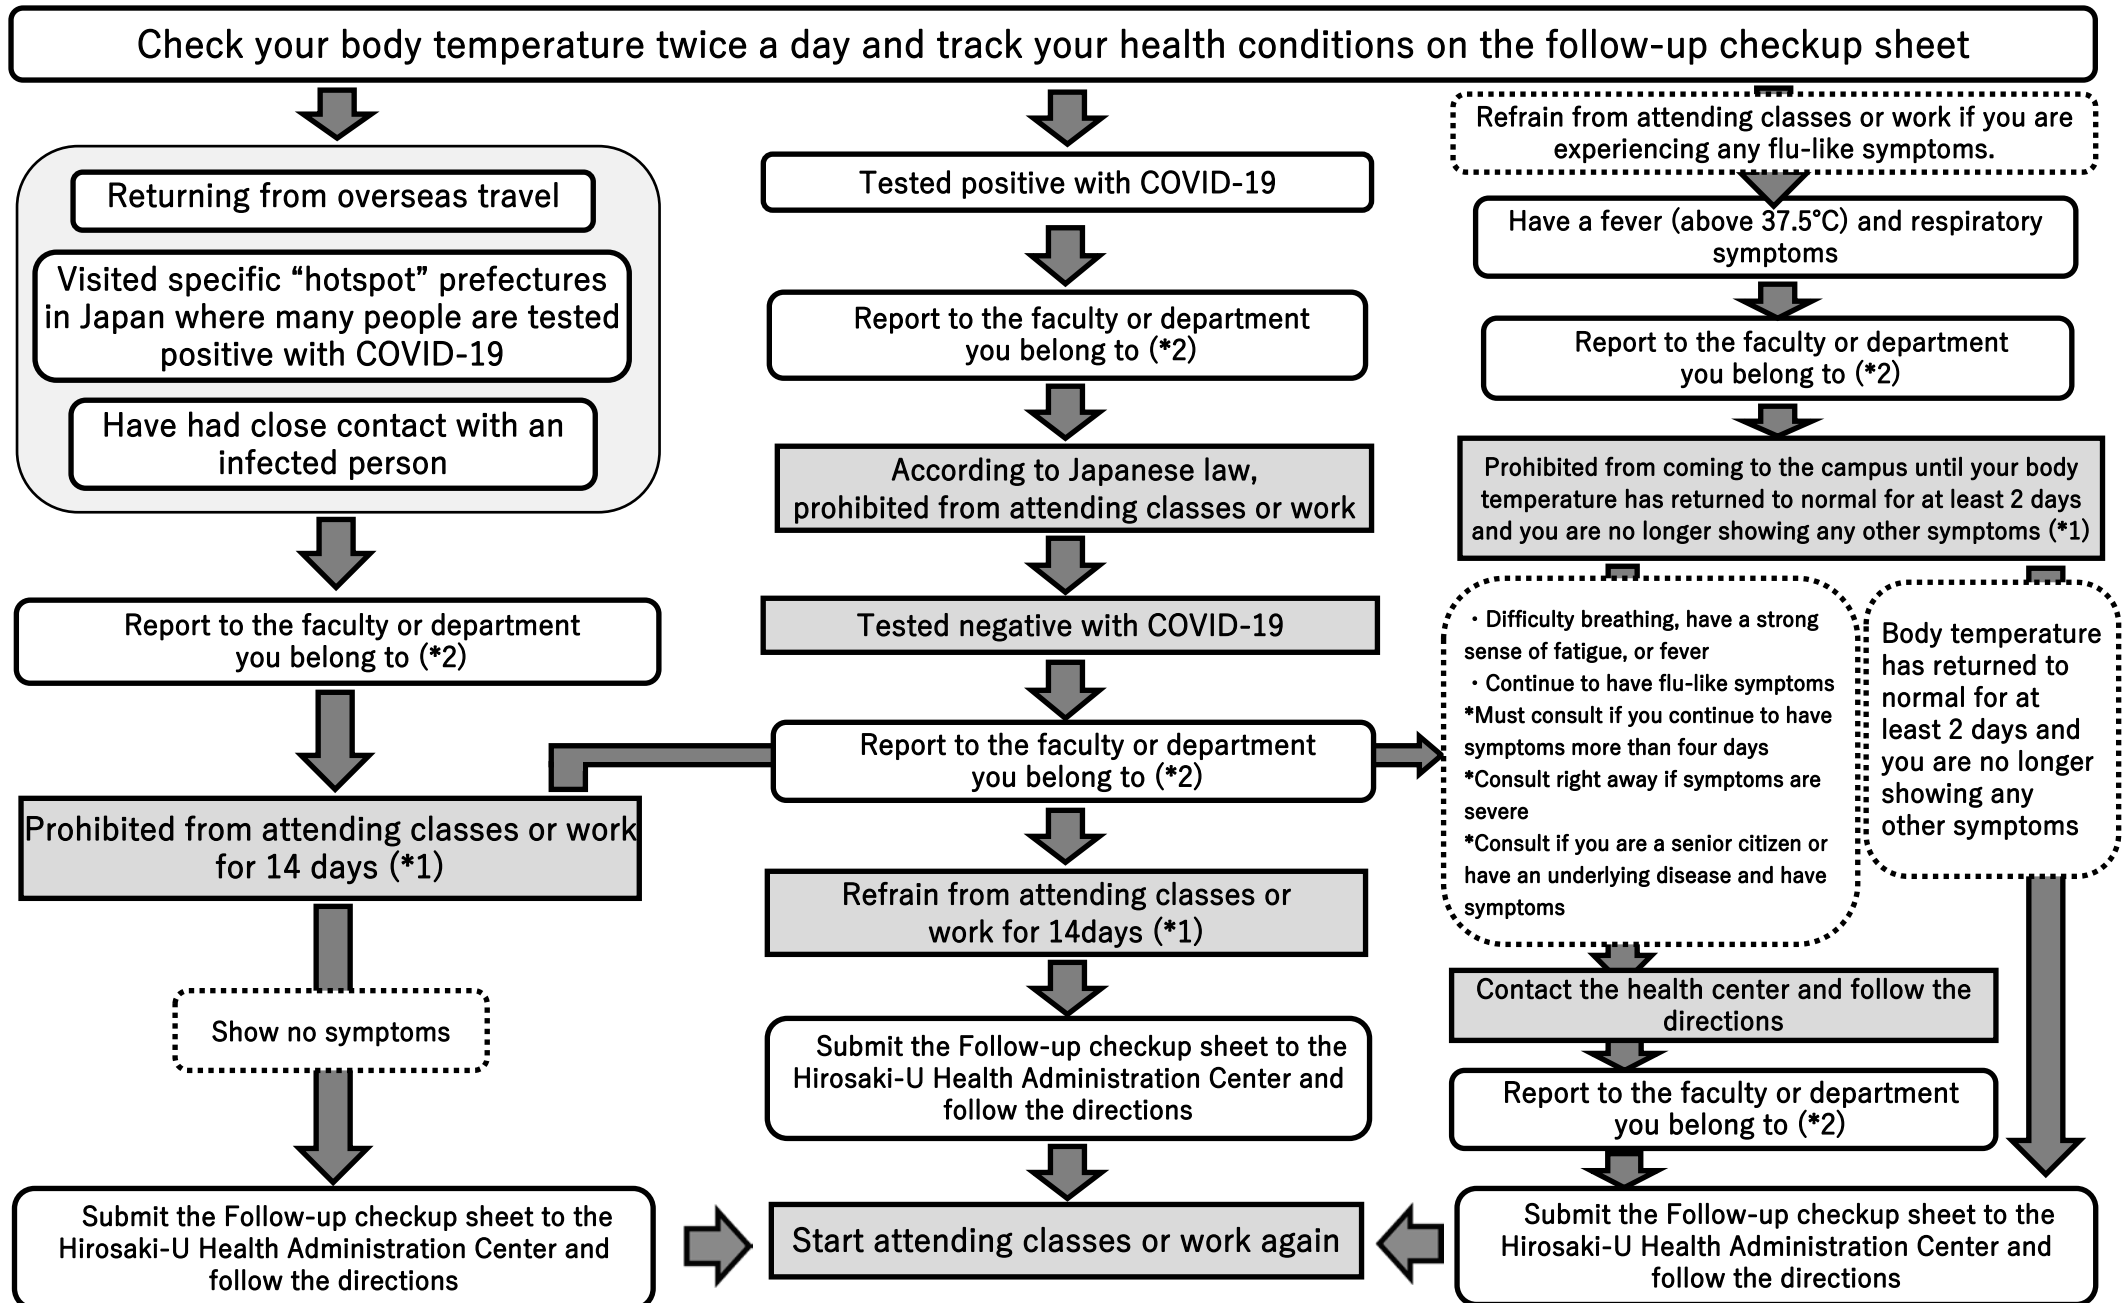 Check your body temperature twice a day and track your health conditions on the follow-up checkup sheet
Returning from overseas travel
Visited specific “hotspot” prefectures
in Japan where many people are tested
positive with COVID-19
Have had close contact with an
infected person
Report to the faculty or department
you belong to (*2)
Prohibited from attending classes or work
for 14 days (*1)
Show no symptoms
Submit the Follow-up checkup sheet to the
Hirosaki-U Health Administration Center and
follow the directions
Tested positive with COVID-19
Report to the faculty or department
you belong to (*2)
According to Japanese law,
prohibited from attending classes or work
Tested negative with COVID-19
Report to the faculty or department
you belong to (*2)
Refrain from attending classes or
work for 14days (*1)
Submit the Follow-up checkup sheet to the
Hirosaki-U Health Administration Center and
follow the directions
Start attending classes or work again
Refrain from attending classes or work if you are
experiencing any flu-like symptoms.
Have a fever (above 37.5°C) and respiratory
symptoms
Report to the faculty or department
you belong to (*2)
Prohibited from coming to the campus until your body
temperature has returned to normal for at least 2 days
and you are no longer showing any other symptoms (*1)
・Difficulty breathing, have a strong
sense of fatigue, or fever
・Continue to have flu-like symptoms
*Must consult if you continue to have
symptoms more than four days
*Consult right away if symptoms are
severe
*Consult if you are a senior citizen or
have an underlying disease and have
symptoms
Body temperature
has returned to
normal for at
least 2 days and
you are no longer
showing any
other symptoms
Contact the health center and follow the
directions
Report to the faculty or department
you belong to (*2)
Submit the Follow-up checkup sheet to the
Hirosaki-U Health Administration Center and
follow the directions